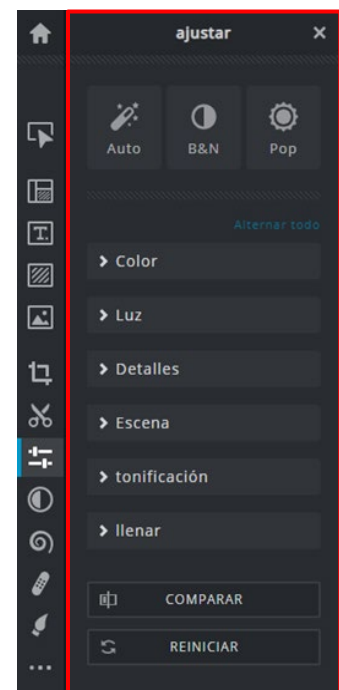 ajustar
Auto B&N Pop
Alternar todo
Color
Luz
Detalles
Escena
tonificación
llenar
COMPARAR
REINICIAR